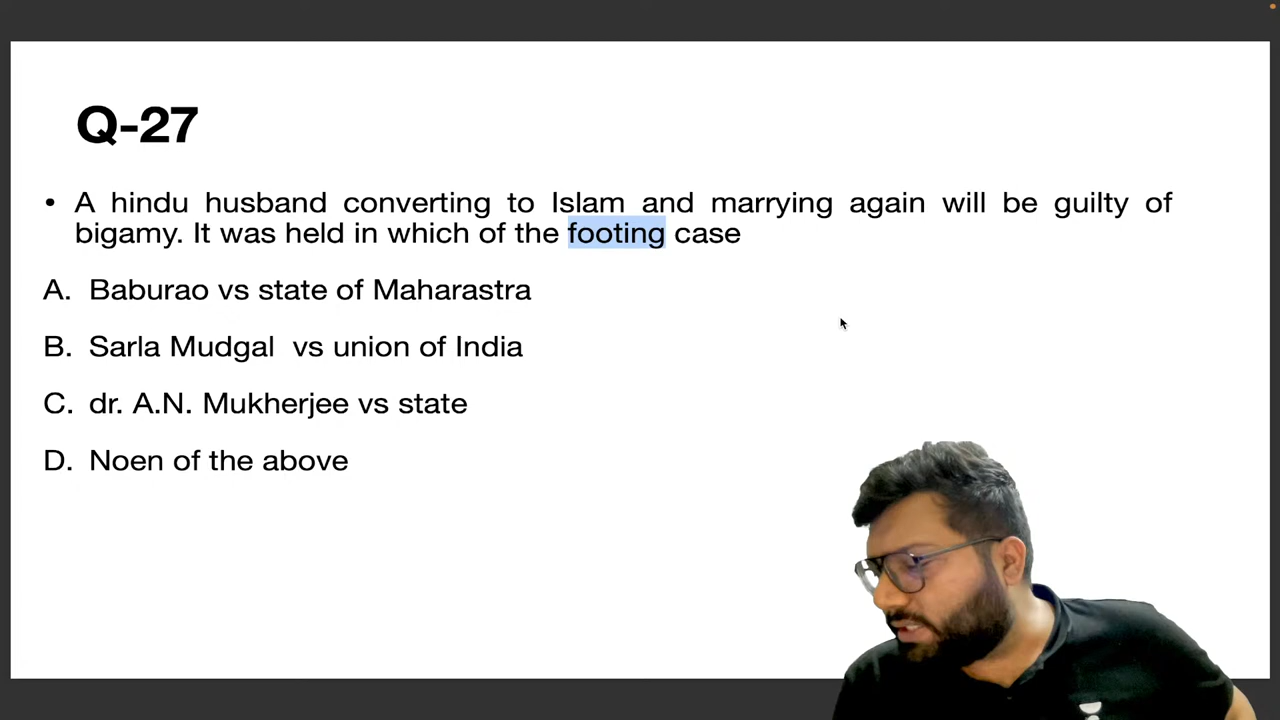 Q-27
• A hindu husband converting to Islam and marrying again will be guilty of
bigamy. It was held in which of the footing case
A. Baburao vs state of Maharastra
B. Sarla Mudgal vs union of India
C. dr. A.N. Mukherjee vs state
D. Noen of the above